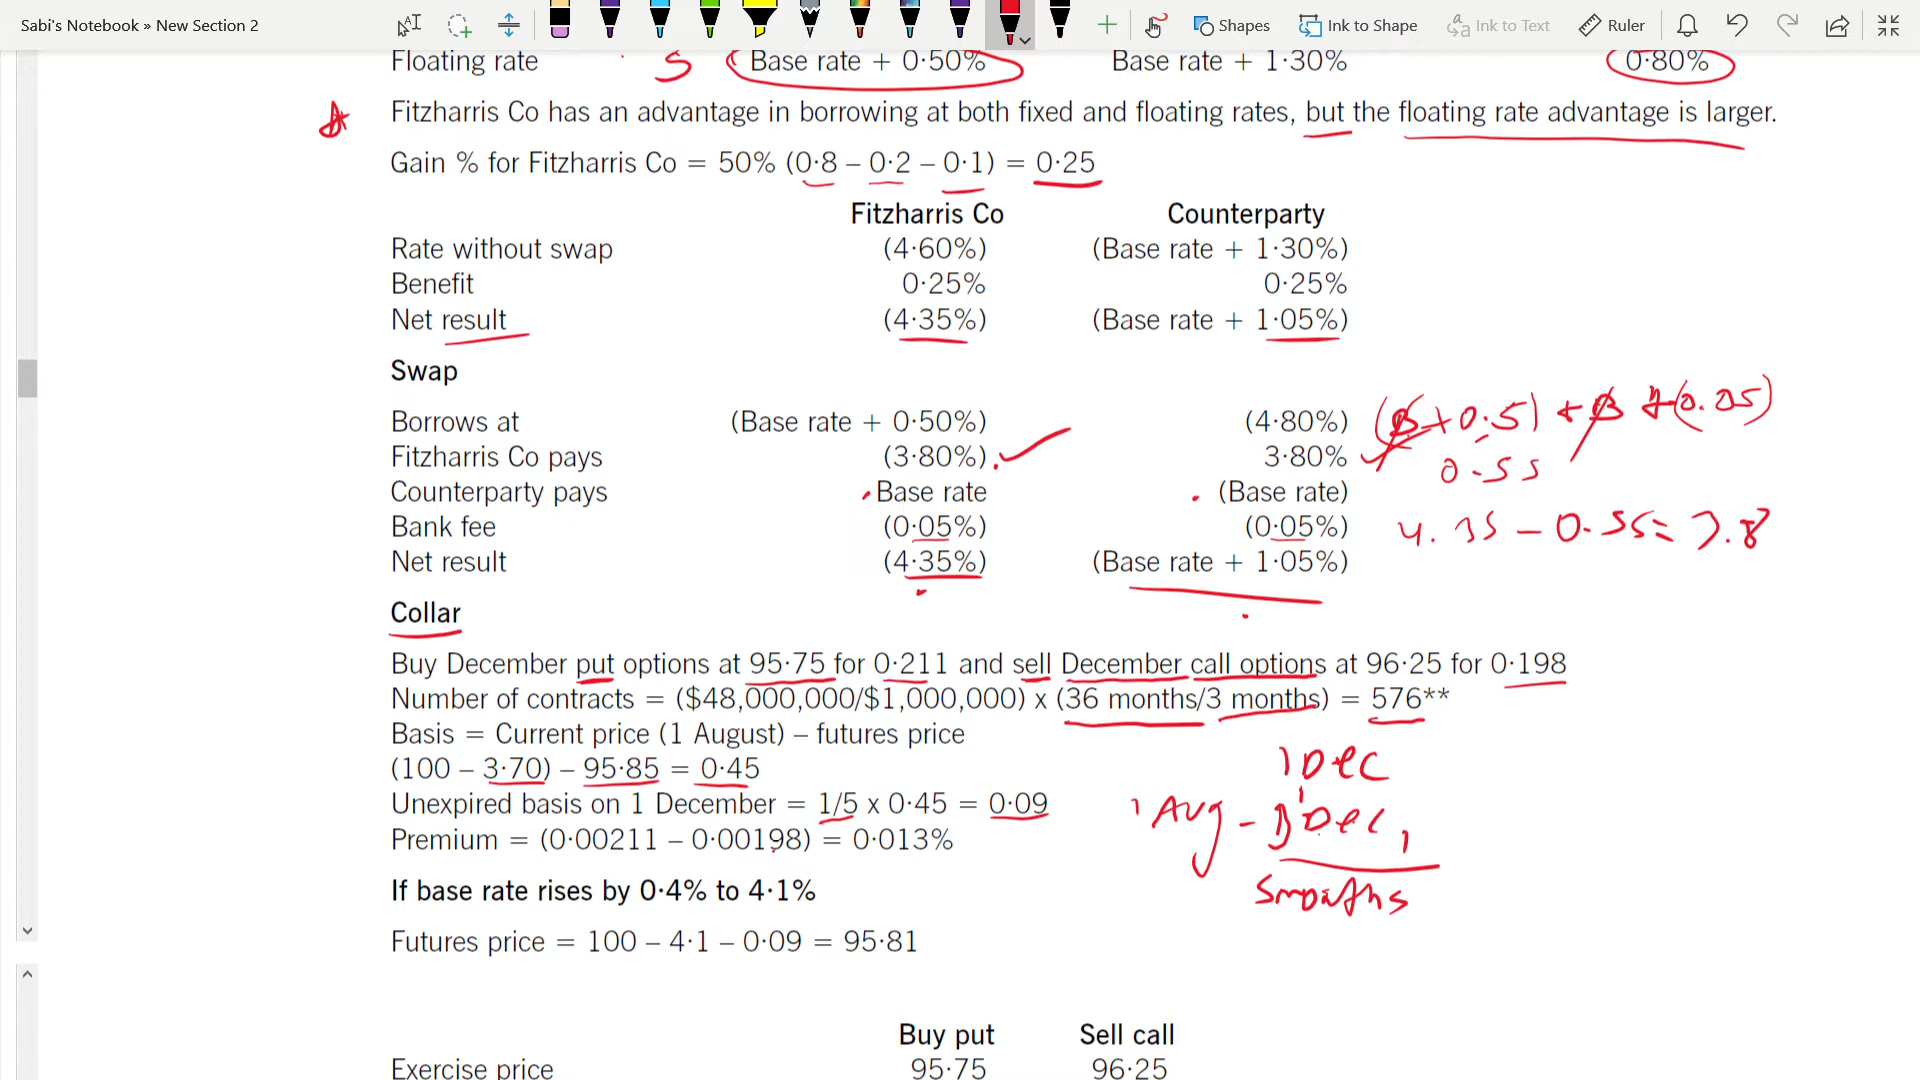 Sabi's Notebook » New Section 2
Shapes
Ink to Shape
Ink to Text
Ruler
Floating rate S Base rate + 0·50% Base rate + 1·30% 0·80%
Fitzharris Co has an advantage in borrowing at both fixed and floating rates, but the floating rate advantage is larger.
Gain % for Fitzharris Co = 50% (0·8 – 0·2 – 0·1) = 0·25
Fitzharris Co Counterparty
Rate without swap (4·60%) (Base rate + 1·30%)
Benefit 0·25% 0·25%
Net result (4·35%) (Base rate + 1·05%)
Swap
Borrows at (Base rate + 0·50%) (4·80%) (B+0.5) + B + (0.05)
Fitzharris Co pays (3·80%) 3·80% 0.55
Counterparty pays Base rate (Base rate)
Bank fee (0·05%) (0·05%) 4.35 - 0.55 = 3.8
Net result (4·35%) (Base rate + 1·05%)
Collar
Buy December put options at 95·75 for 0·211 and sell December call options at 96·25 for 0·198
Number of contracts = ($48,000,000/$1,000,000) x (36 months/3 months) = 576**
Basis = Current price (1 August) – futures price
1 Dec
(100 – 3·70) – 95·85 = 0·45
Unexpired basis on 1 December = 1/5 x 0·45 = 0·09
1 Aug - Dec
Premium = (0·00211 – 0·00198) = 0·013%
If base rate rises by 0·4% to 4·1%
5 months
Futures price = 100 – 4·1 – 0·09 = 95·81
Buy put Sell call
Exercise price 95·75 96·25